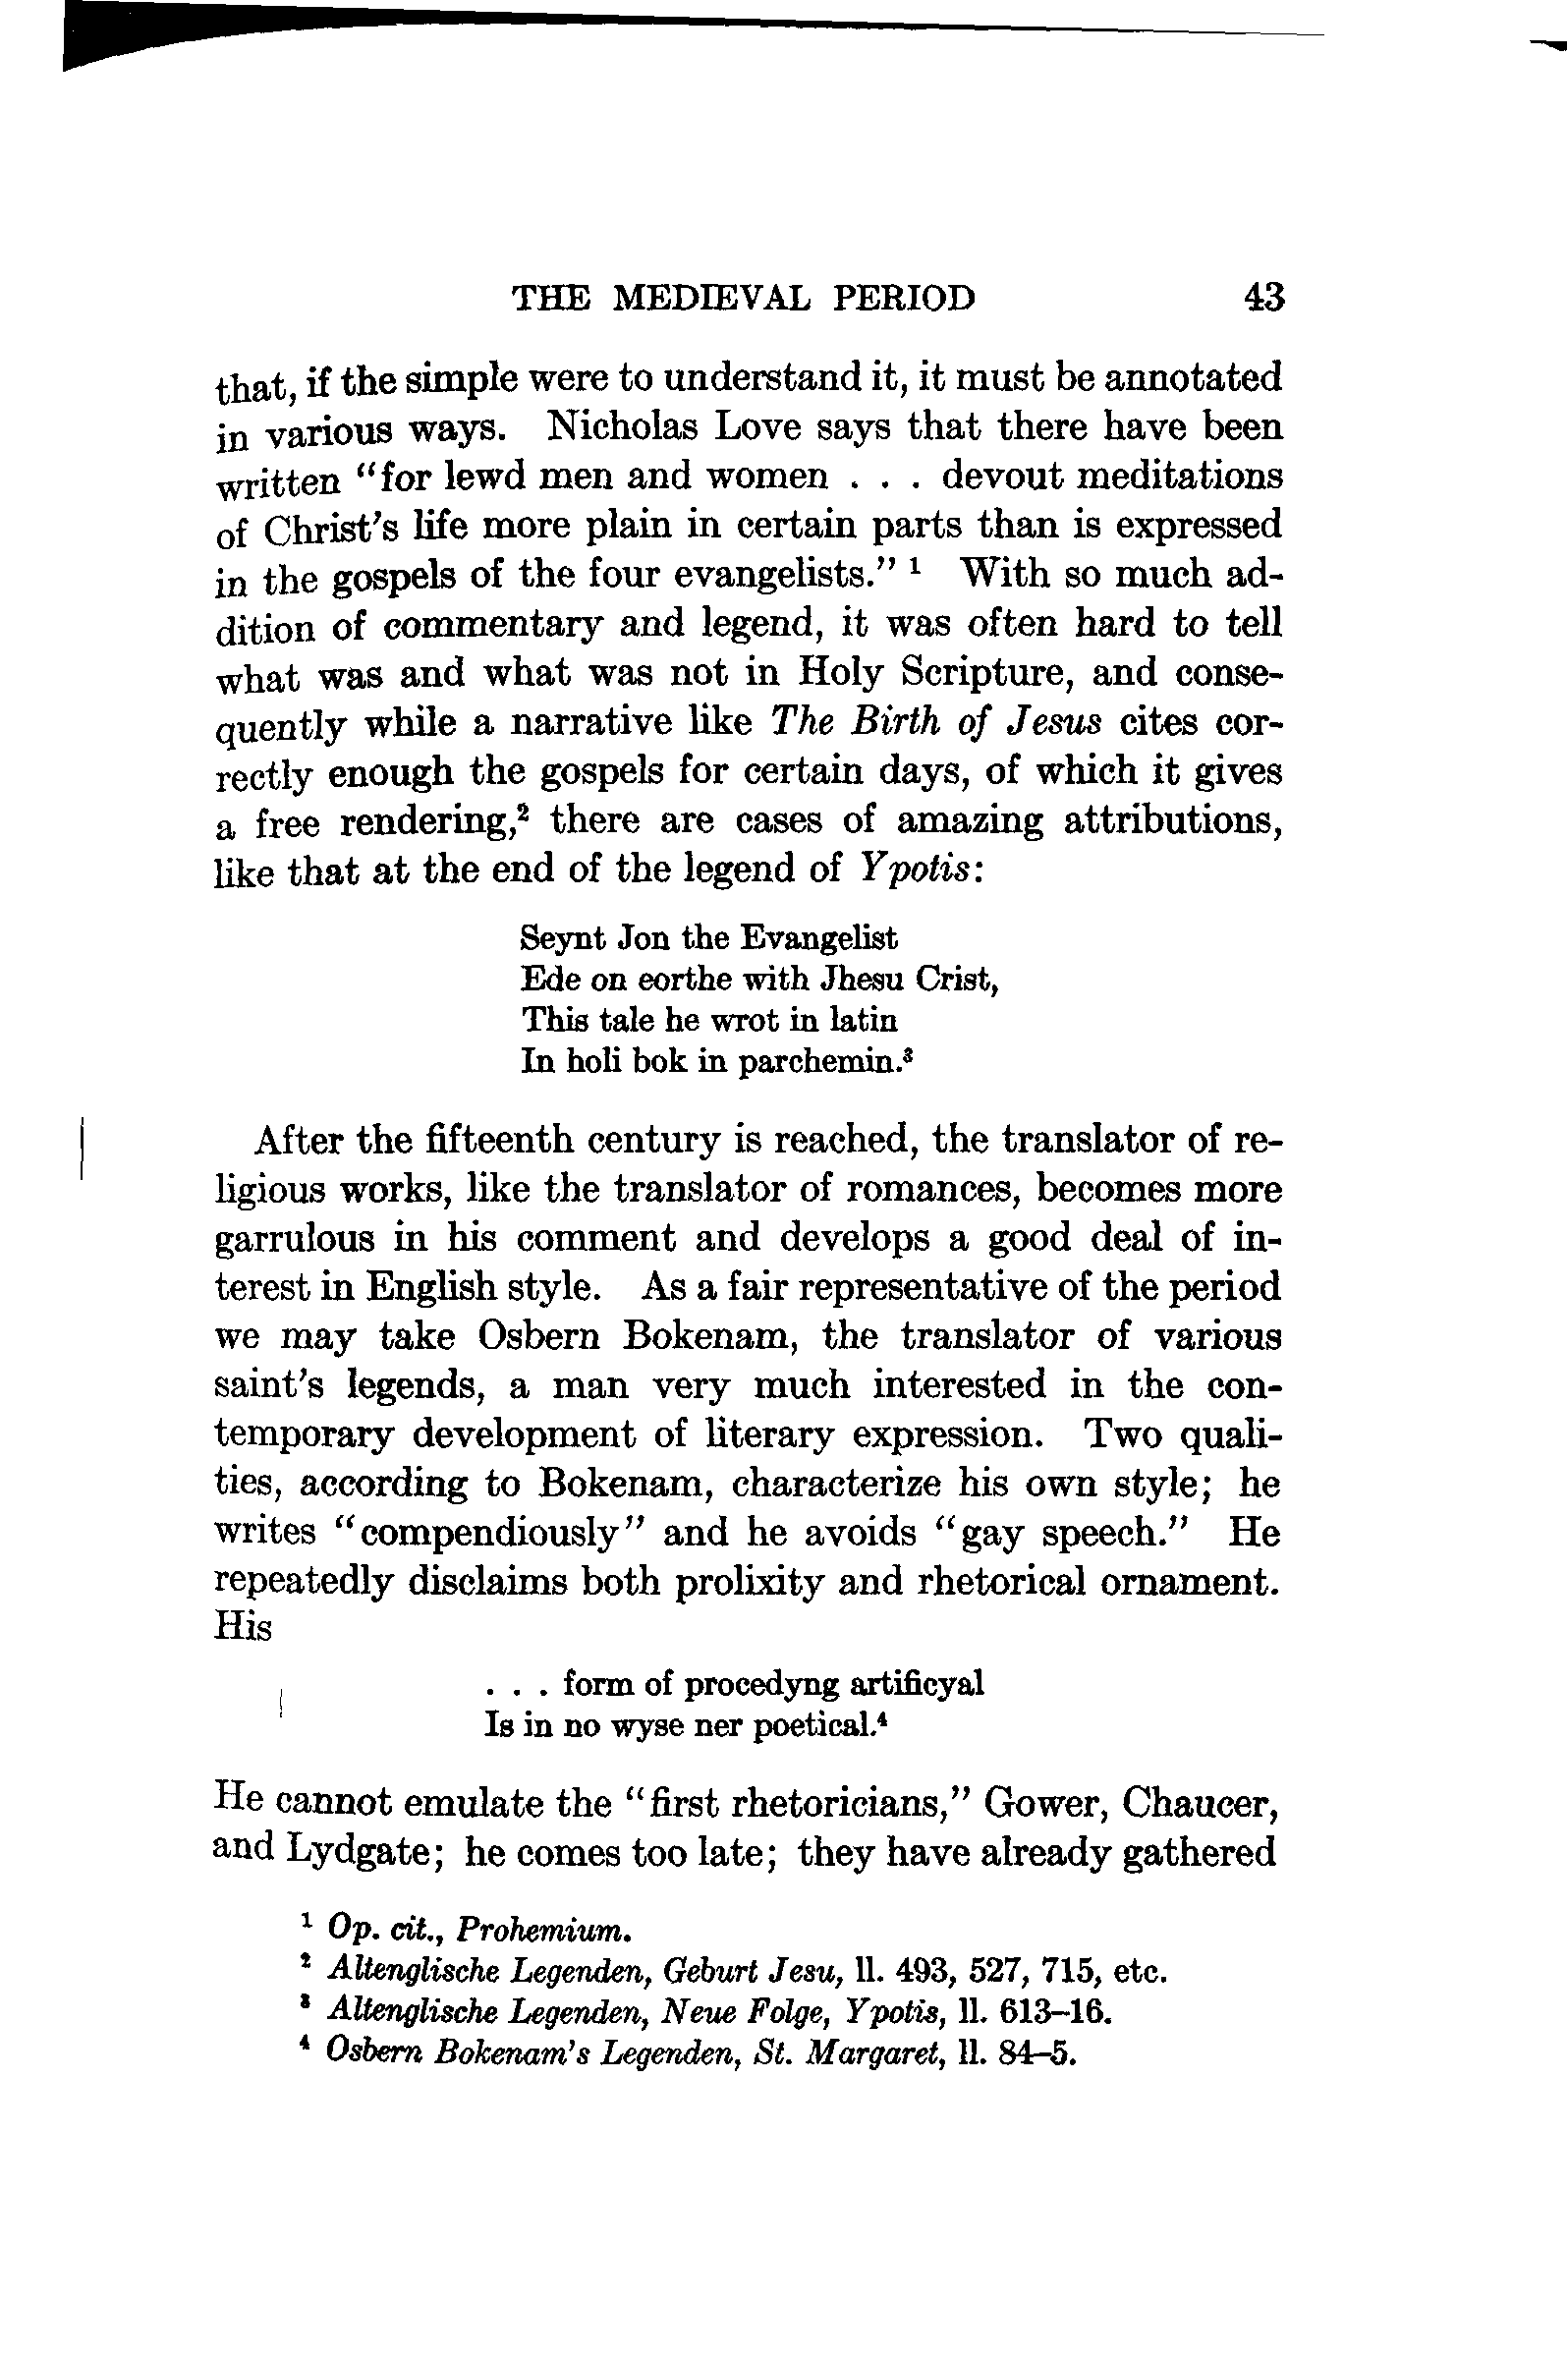 THE MEDIEVAL PERIOD 43
that, if the simple were to understand it, it must be annotated
in various ways. Nicholas Love says that there have been
written “for lewd men and women . . . devout meditations
of Christ’s life more plain in certain parts than is expressed
in the gospels of the four evangelists.” ¹ With so much ad-
dition of commentary and legend, it was often hard to tell
what was and what was not in Holy Scripture, and conse-
quently while a narrative like The Birth of Jesus cites cor-
rectly enough the gospels for certain days, of which it gives
a free rendering,² there are cases of amazing attributions,
like that at the end of the legend of Ypotis:
Seynt Jon the Evangelist
Ede on eorthe with Jhesu Crist,
This tale he wrot in latin
In holi bok in parchemin.³
After the fifteenth century is reached, the translator of re-
ligious works, like the translator of romances, becomes more
garrulous in his comment and develops a good deal of in-
terest in English style. As a fair representative of the period
we may take Osbern Bokenam, the translator of various
saint’s legends, a man very much interested in the con-
temporary development of literary expression. Two quali-
ties, according to Bokenam, characterize his own style; he
writes “compendiously” and he avoids “gay speech.” He
repeatedly disclaims both prolixity and rhetorical ornament.
His
. . . form of procedyng artificyal
Is in no wyse ner poetical.⁴
He cannot emulate the “first rhetoricians,” Gower, Chaucer,
and Lydgate; he comes too late; they have already gathered
¹ Op. cit., Prohemium.
² Altenglische Legenden, Geburt Jesu, ll. 493, 527, 715, etc.
³ Altenglische Legenden, Neue Folge, Ypotis, ll. 613–16.
⁴ Osbern Bokenam’s Legenden, St. Margaret, ll. 84–5.